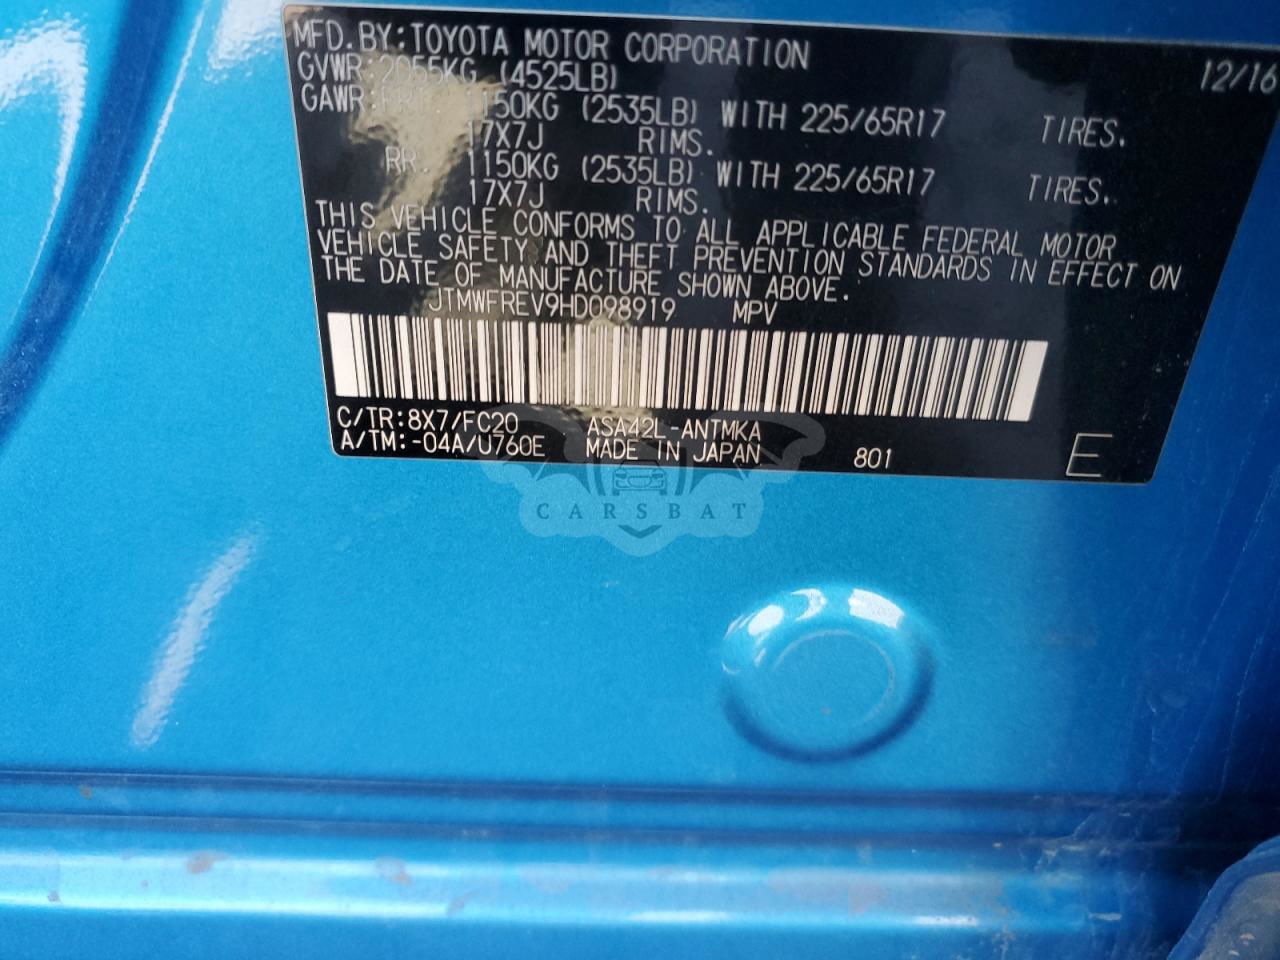 MFD. BY: TOYOTA MOTOR CORPORATION 12/16
GVWR: 2055KG (4525LB)
GAWR: FRT. 1150KG (2535LB) WITH 225/65R17 TIRES.
17X7J RIMS.
RR. 1150KG (2535LB) WITH 225/65R17 TIRES.
17X7J RIMS.
THIS VEHICLE CONFORMS TO ALL APPLICABLE FEDERAL MOTOR
VEHICLE SAFETY AND THEFT PREVENTION STANDARDS IN EFFECT ON
THE DATE OF MANUFACTURE SHOWN ABOVE.
JTMWFREV9HD098919 MPV
C/TR: 8X7/FC20 ASA42L-ANTMKA
A/TM: -04A/U760E MADE IN JAPAN 801 E
CARSBAT